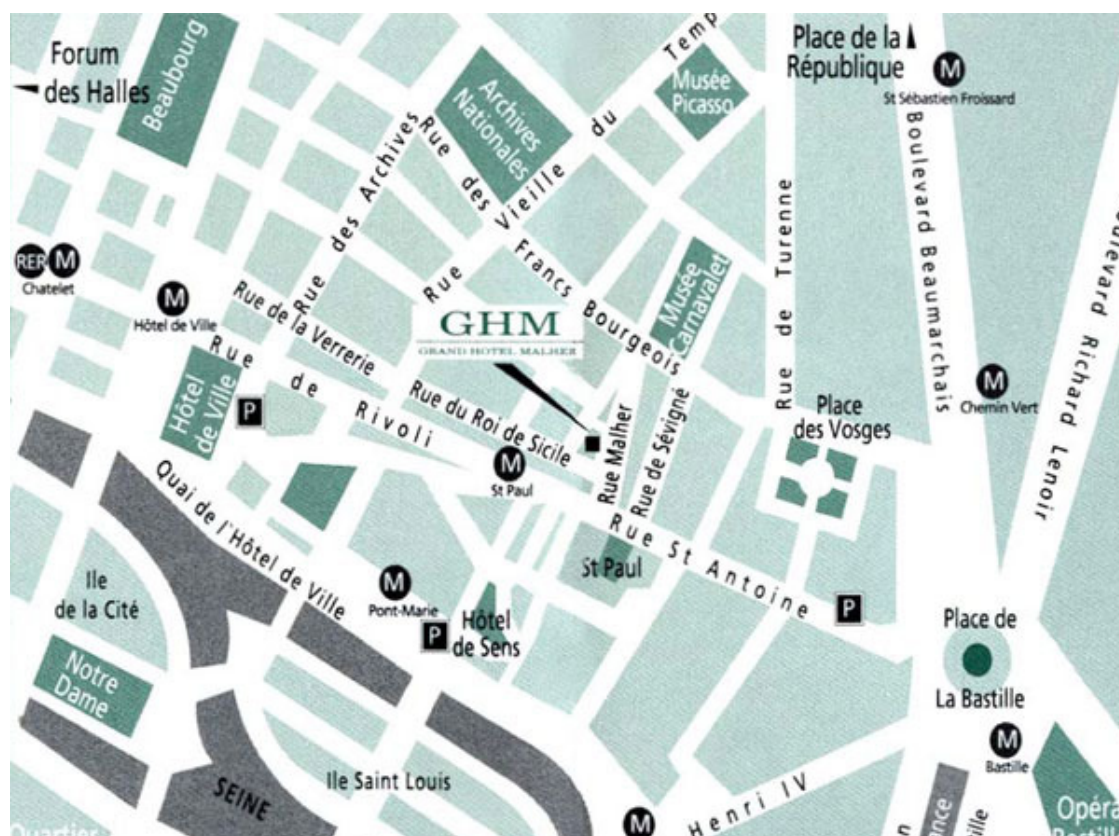 Forum
des Halles
Beaubourg
Archives
Nationales
Musée
Picasso
Place de la
République
M
St Sébastien Froissard
Boulevard Beaumarchais
Boulevard Richard Lenoir
Rue de Turenne
Rue Vieille du Temp
Rue des Archives
Rue des Francs Bourgeois
Musée
Carnavalet
RER M
Chatelet
M
Hôtel de Ville
Rue de la Verrerie
Rue de Rivoli
GHM
GRAND HOTEL MALHER
Rue du Roi de Sicile
Rue Malher
Rue de Sévigné
Place
des Vosges
M
Chemin Vert
Hôtel
de Ville
P
M
St Paul
Quai de l'Hôtel de Ville
Rue St Antoine
St Paul
P
Ile
de la Cité
M
Pont-Marie
P
Hôtel
de Sens
Place de
La Bastille
Notre
Dame
SEINE
Ile Saint Louis
M
Henri IV
M
Bastille
Opéra
Quartier